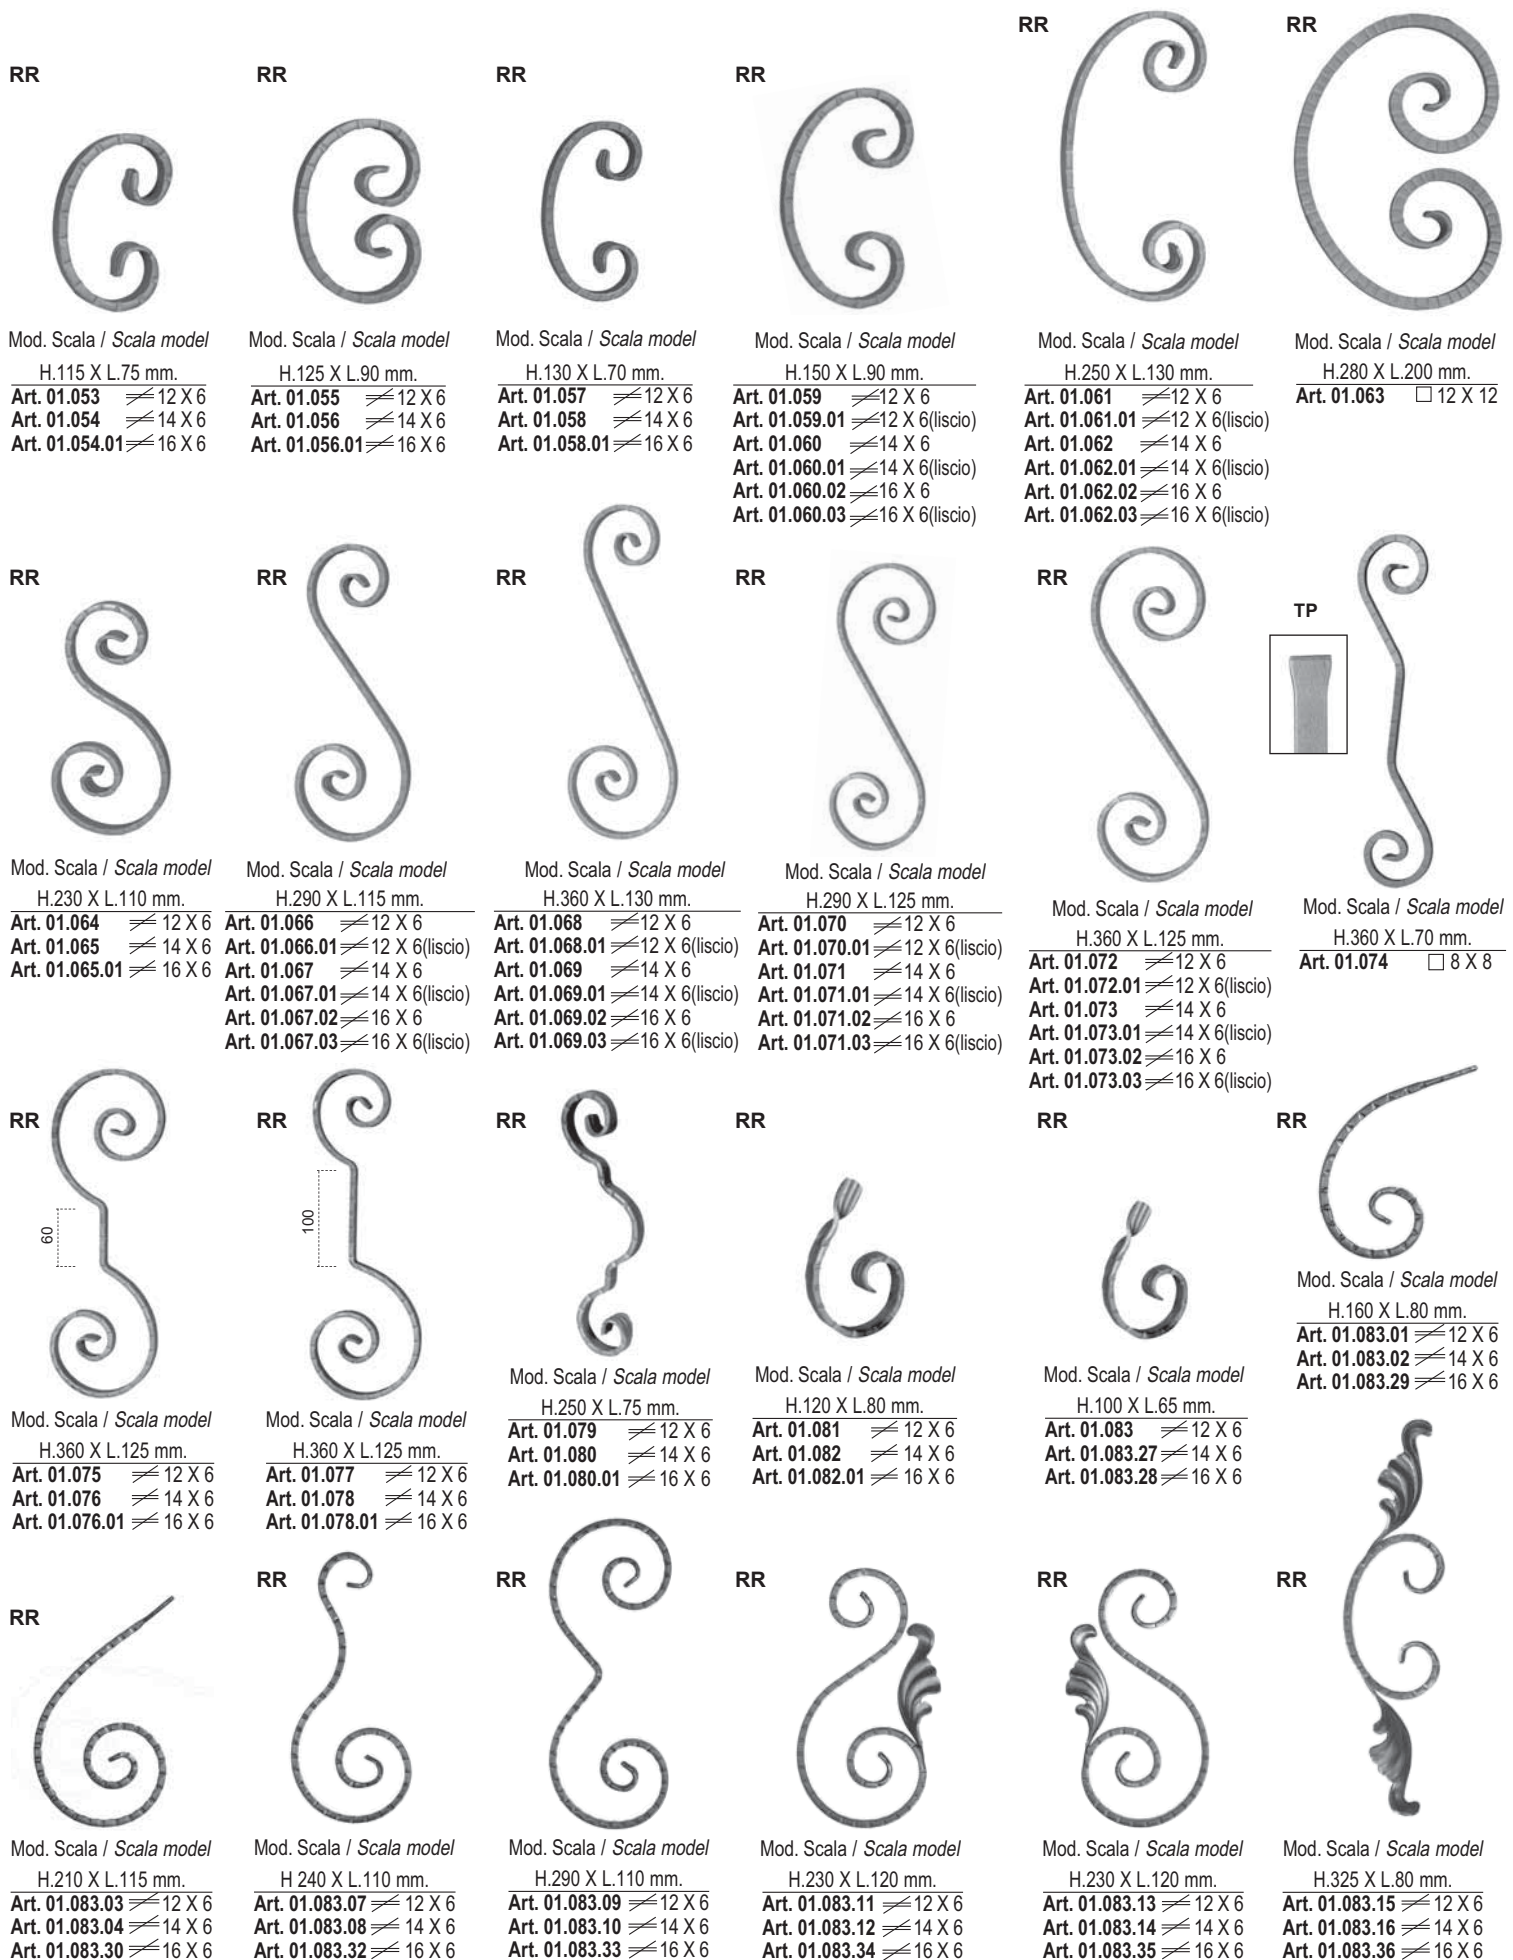 RR
Mod. Scala / Scala model
H.115 X L.75 mm.
Art. 01.053 12 X 6
Art. 01.054 14 X 6
Art. 01.054.01 16 X 6
RR
Mod. Scala / Scala model
H.125 X L.90 mm.
Art. 01.055 12 X 6
Art. 01.056 14 X 6
Art. 01.056.01 16 X 6
RR
Mod. Scala / Scala model
H.130 X L.70 mm.
Art. 01.057 12 X 6
Art. 01.058 14 X 6
Art. 01.058.01 16 X 6
RR
Mod. Scala / Scala model
H.150 X L.90 mm.
Art. 01.059 12 X 6
Art. 01.059.01 12 X 6(liscio)
Art. 01.060 14 X 6
Art. 01.060.01 14 X 6(liscio)
Art. 01.060.02 16 X 6
Art. 01.060.03 16 X 6(liscio)
RR
Mod. Scala / Scala model
H.250 X L.130 mm.
Art. 01.061 12 X 6
Art. 01.061.01 12 X 6(liscio)
Art. 01.062 14 X 6
Art. 01.062.01 14 X 6(liscio)
Art. 01.062.02 16 X 6
Art. 01.062.03 16 X 6(liscio)
RR
Mod. Scala / Scala model
H.280 X L.200 mm.
Art. 01.063 □ 12 X 12
RR
Mod. Scala / Scala model
H.230 X L.110 mm.
Art. 01.064 12 X 6
Art. 01.065 14 X 6
Art. 01.065.01 16 X 6
RR
Mod. Scala / Scala model
H.290 X L.115 mm.
Art. 01.066 12 X 6
Art. 01.066.01 12 X 6(liscio)
Art. 01.067 14 X 6
Art. 01.067.01 14 X 6(liscio)
Art. 01.067.02 16 X 6
Art. 01.067.03 16 X 6(liscio)
RR
Mod. Scala / Scala model
H.360 X L.130 mm.
Art. 01.068 12 X 6
Art. 01.068.01 12 X 6(liscio)
Art. 01.069 14 X 6
Art. 01.069.01 14 X 6(liscio)
Art. 01.069.02 16 X 6
Art. 01.069.03 16 X 6(liscio)
RR
Mod. Scala / Scala model
H.290 X L.125 mm.
Art. 01.070 12 X 6
Art. 01.070.01 12 X 6(liscio)
Art. 01.071 14 X 6
Art. 01.071.01 14 X 6(liscio)
Art. 01.071.02 16 X 6
Art. 01.071.03 16 X 6(liscio)
RR
Mod. Scala / Scala model
H.360 X L.125 mm.
Art. 01.072 12 X 6
Art. 01.072.01 12 X 6(liscio)
Art. 01.073 14 X 6
Art. 01.073.01 14 X 6(liscio)
Art. 01.073.02 16 X 6
Art. 01.073.03 16 X 6(liscio)
TP
Mod. Scala / Scala model
H.360 X L.70 mm.
Art. 01.074 □ 8 X 8
RR
60
Mod. Scala / Scala model
H.360 X L.125 mm.
Art. 01.075 12 X 6
Art. 01.076 14 X 6
Art. 01.076.01 16 X 6
RR
100
Mod. Scala / Scala model
H.360 X L.125 mm.
Art. 01.077 12 X 6
Art. 01.078 14 X 6
Art. 01.078.01 16 X 6
RR
Mod. Scala / Scala model
H.250 X L.75 mm.
Art. 01.079 12 X 6
Art. 01.080 14 X 6
Art. 01.080.01 16 X 6
RR
Mod. Scala / Scala model
H.120 X L.80 mm.
Art. 01.081 12 X 6
Art. 01.082 14 X 6
Art. 01.082.01 16 X 6
RR
Mod. Scala / Scala model
H.100 X L.65 mm.
Art. 01.083 12 X 6
Art. 01.083.27 14 X 6
Art. 01.083.28 16 X 6
RR
Mod. Scala / Scala model
H.160 X L.80 mm.
Art. 01.083.01 12 X 6
Art. 01.083.02 14 X 6
Art. 01.083.29 16 X 6
RR
Mod. Scala / Scala model
H.210 X L.115 mm.
Art. 01.083.03 12 X 6
Art. 01.083.04 14 X 6
Art. 01.083.30 16 X 6
RR
Mod. Scala / Scala model
H 240 X L.110 mm.
Art. 01.083.07 12 X 6
Art. 01.083.08 14 X 6
Art. 01.083.32 16 X 6
RR
Mod. Scala / Scala model
H.290 X L.110 mm.
Art. 01.083.09 12 X 6
Art. 01.083.10 14 X 6
Art. 01.083.33 16 X 6
RR
Mod. Scala / Scala model
H.230 X L.120 mm.
Art. 01.083.11 12 X 6
Art. 01.083.12 14 X 6
Art. 01.083.34 16 X 6
RR
Mod. Scala / Scala model
H.230 X L.120 mm.
Art. 01.083.13 12 X 6
Art. 01.083.14 14 X 6
Art. 01.083.35 16 X 6
RR
Mod. Scala / Scala model
H.325 X L.80 mm.
Art. 01.083.15 12 X 6
Art. 01.083.16 14 X 6
Art. 01.083.36 16 X 6